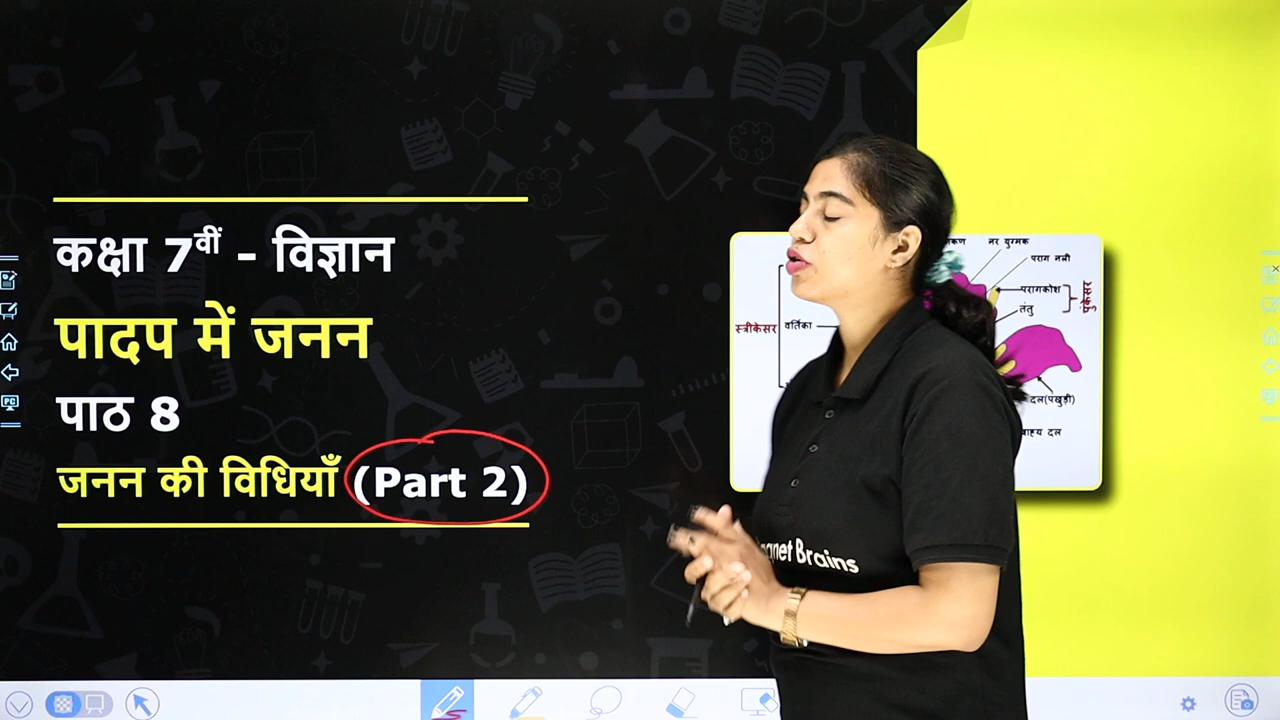 कक्षा 7वीं - विज्ञान
पादप में जनन
पाठ 8
जनन की विधियाँ (Part 2)
नर युग्मक
पराग नली
परागकोश
पुंकेसर
तंतु
स्त्रीकेसर
वर्तिका
दल(पंखुड़ी)
बाह्य दल
Brains
PC